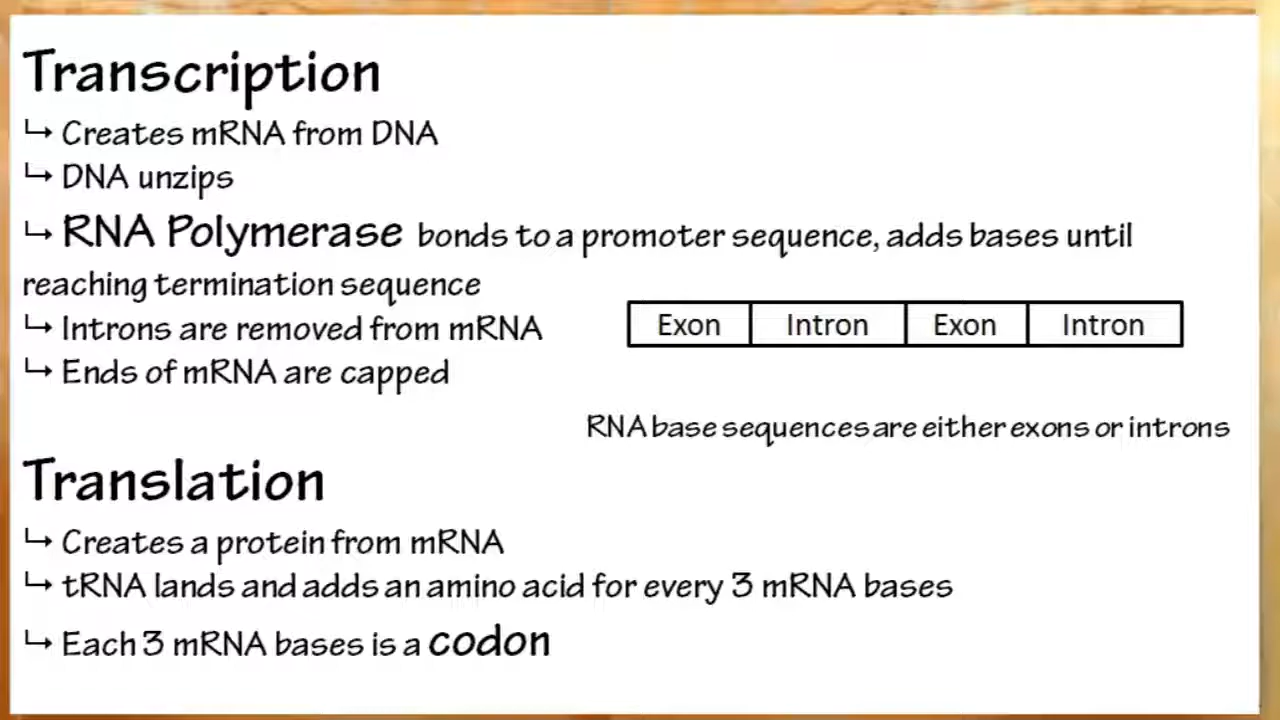 Transcription
↳ Creates mRNA from DNA
↳ DNA unzips
↳ RNA Polymerase bonds to a promoter sequence, adds bases until
reaching termination sequence
↳ Introns are removed from mRNA
Exon Intron Exon Intron
↳ Ends of mRNA are capped
RNA base sequences are either exons or introns
Translation
↳ Creates a protein from mRNA
↳ tRNA lands and adds an amino acid for every 3 mRNA bases
↳ Each 3 mRNA bases is a codon